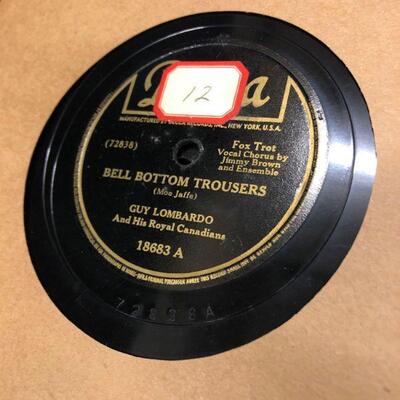 12
MANUFACTURED BY DECCA RECORDS, INC., NEW YORK, U.S.A.
(72838)
Fox Trot
Vocal Chorus by
Jimmy Brown
and Ensemble
BELL BOTTOM TROUSERS
(Moe Jaffe)
GUY LOMBARDO
And His Royal Canadians
18683 A
72838A